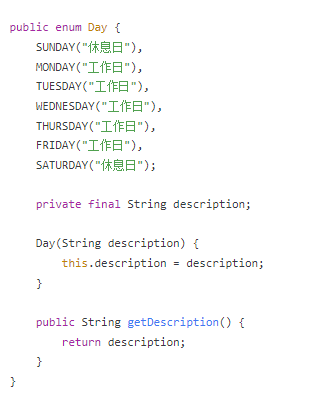 public enum Day {
    SUNDAY("休息日"),
    MONDAY("工作日"),
    TUESDAY("工作日"),
    WEDNESDAY("工作日"),
    THURSDAY("工作日"),
    FRIDAY("工作日"),
    SATURDAY("休息日");

    private final String description;

    Day(String description) {
        this.description = description;
    }

    public String getDescription() {
        return description;
    }
}